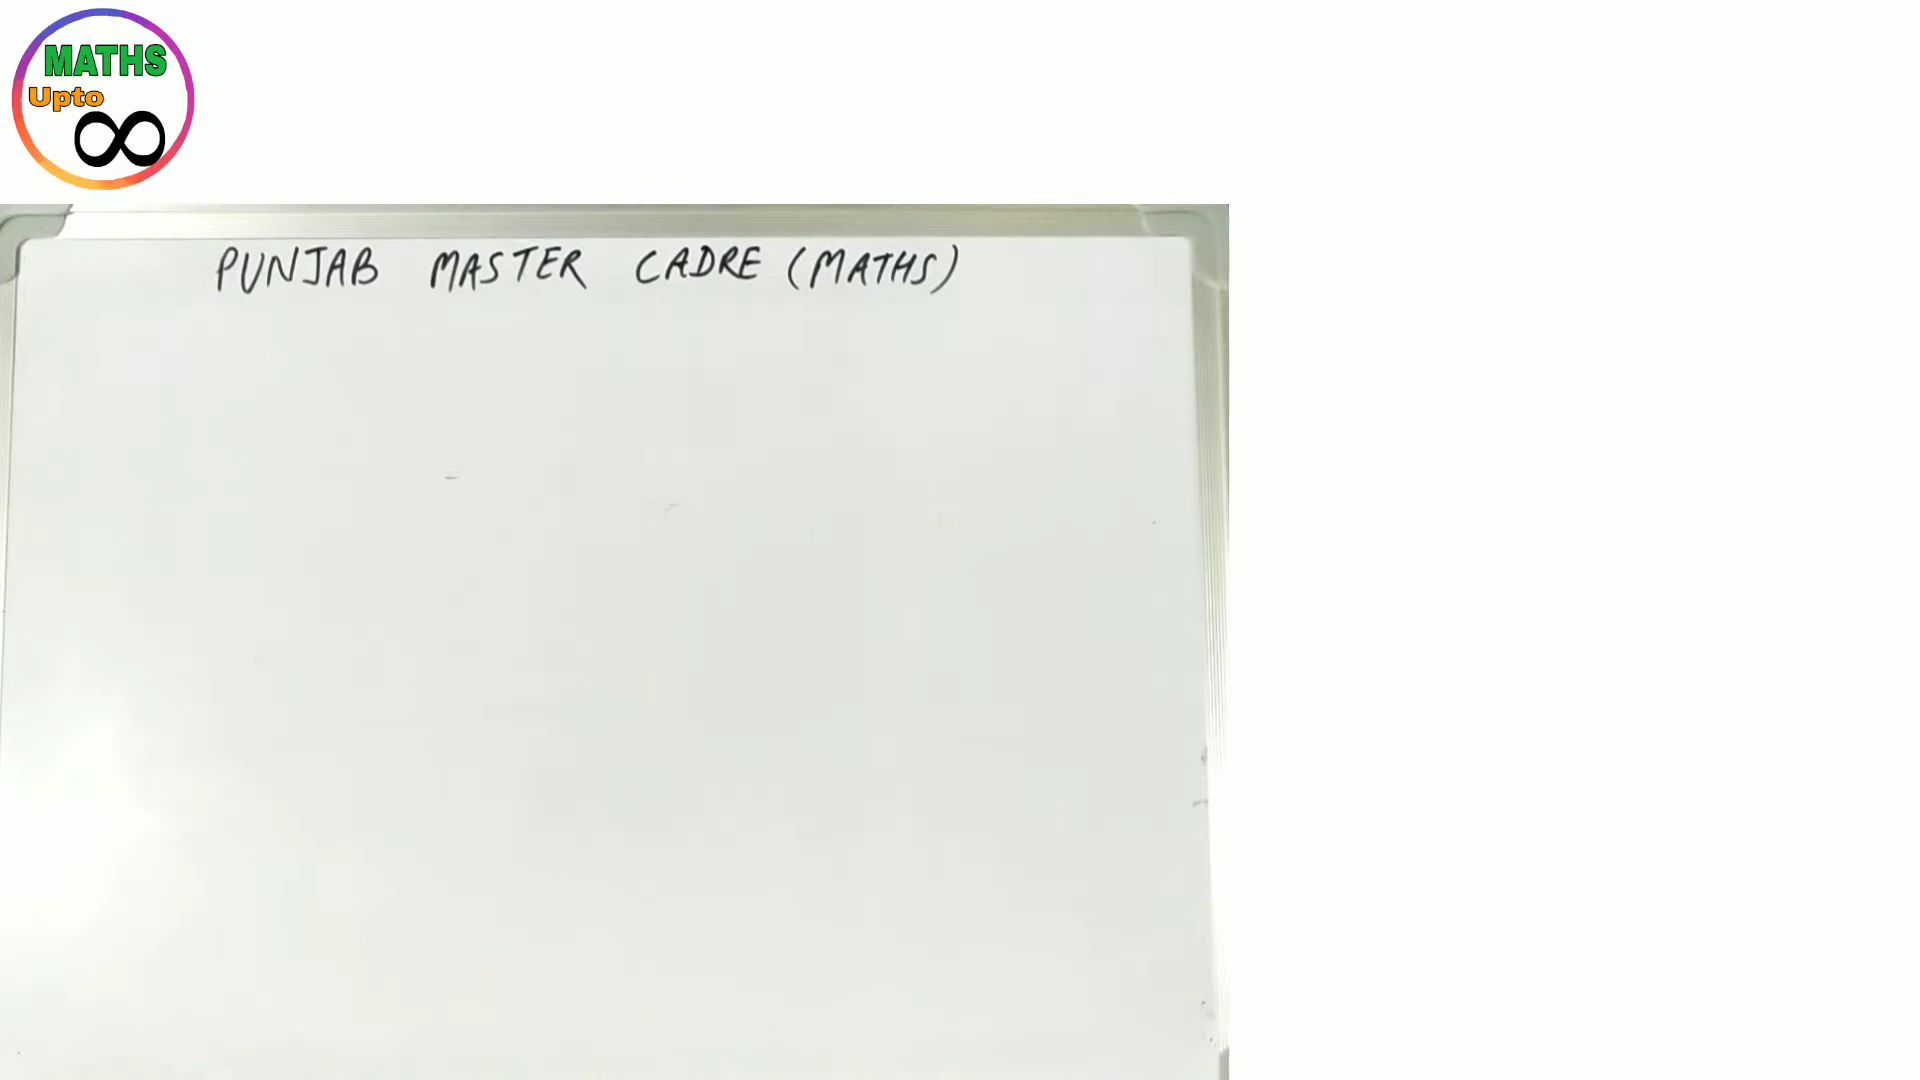 MATHS
Upto
∞
PUNJAB MASTER CADRE (MATHS)